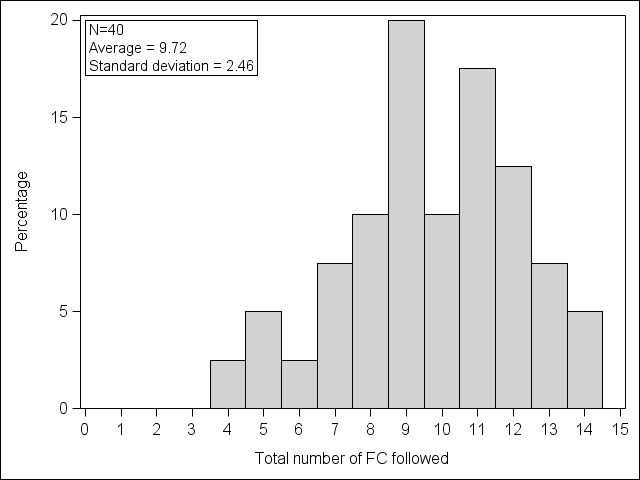 N=40
Average = 9.72
Standard deviation = 2.46
20
15
10
5
0
Percentage
0 1 2 3 4 5 6 7 8 9 10 11 12 13 14 15
Total number of FC followed